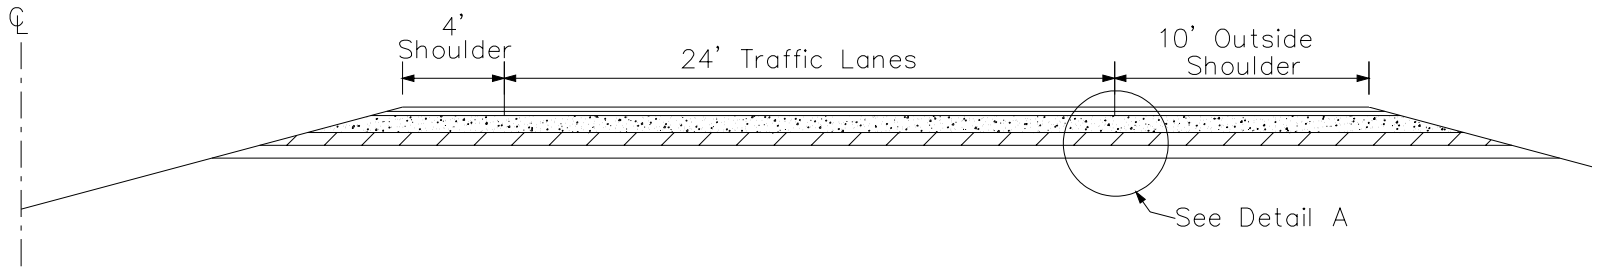 ℄
4'
Shoulder
24' Traffic Lanes
10' Outside
Shoulder
See Detail A